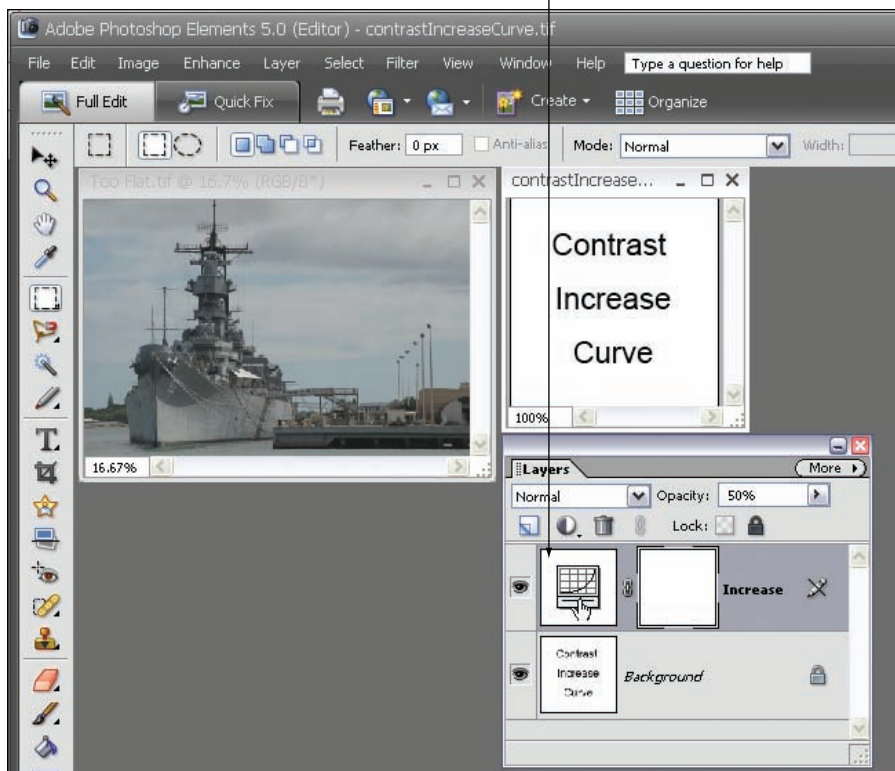 Adobe Photoshop Elements 5.0 (Editor) - contrastIncreaseCurve.tif
File Edit Image Enhance Layer Select Filter View Window Help Type a question for help
Full Edit Quick Fix Create Organize
Feather: 0 px Anti-alias Mode: Normal Width:
Too Flat.tif @ 16.7% (RGB/8*)
contrastIncrease...
Contrast
Increase
Curve
100%
16.67%
Layers More
Normal Opacity: 50%
Lock:
Increase
Contrast
Increase
Curve
Background
T